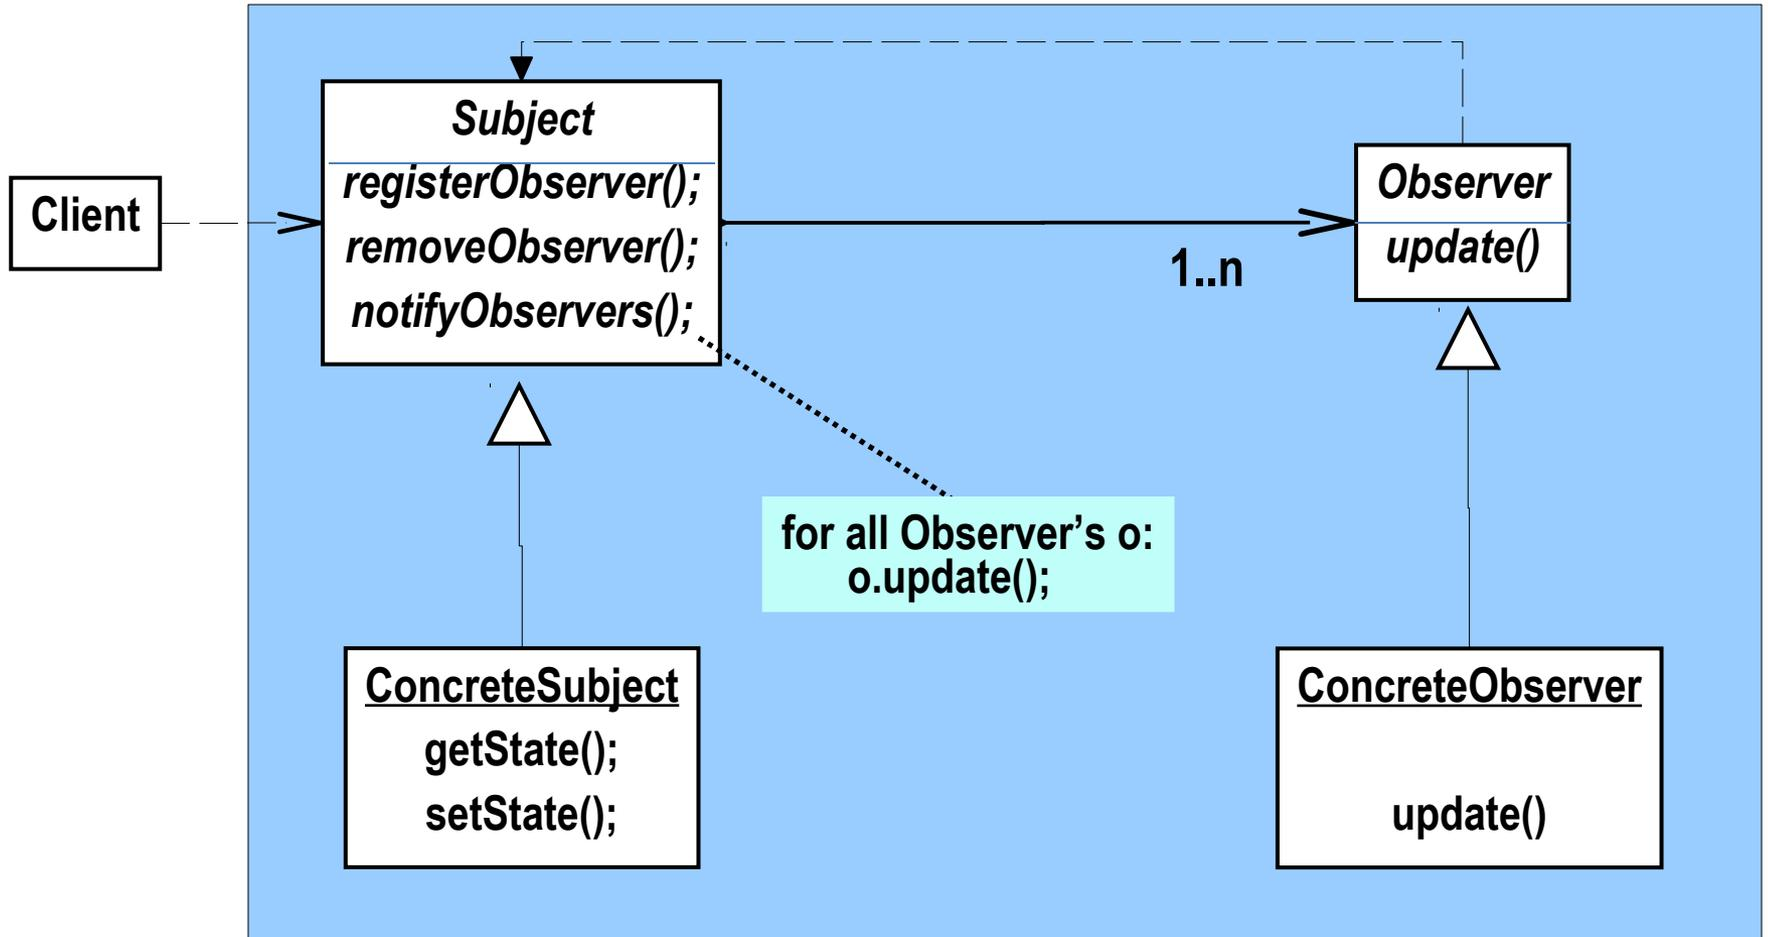 Subject
registerObserver();
removeObserver();
notifyObservers();
Client
Observer
update()
1..n
for all Observer’s o:
o.update();
ConcreteSubject
getState();
setState();
ConcreteObserver
update()